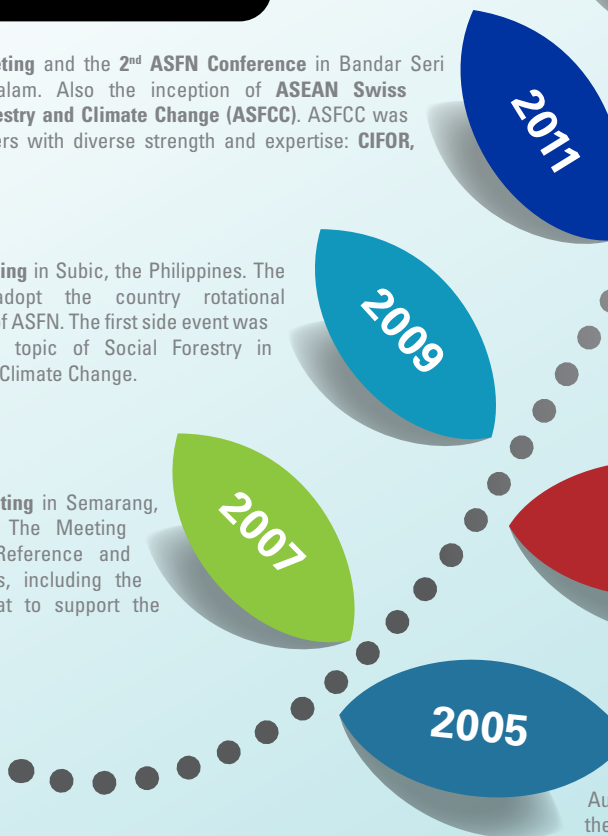 eting and the 2nd ASFN Conference in Bandar Seri
alam. Also the inception of ASEAN Swiss
estry and Climate Change (ASFCC). ASFCC was
ers with diverse strength and expertise: CIFOR,
2011
ting in Subic, the Philippines. The
adopt the country rotational
of ASFN. The first side event was
topic of Social Forestry in
Climate Change.
2009
ting in Semarang,
The Meeting
Reference and
s, including the
at to support the
2007
2005
Au
the